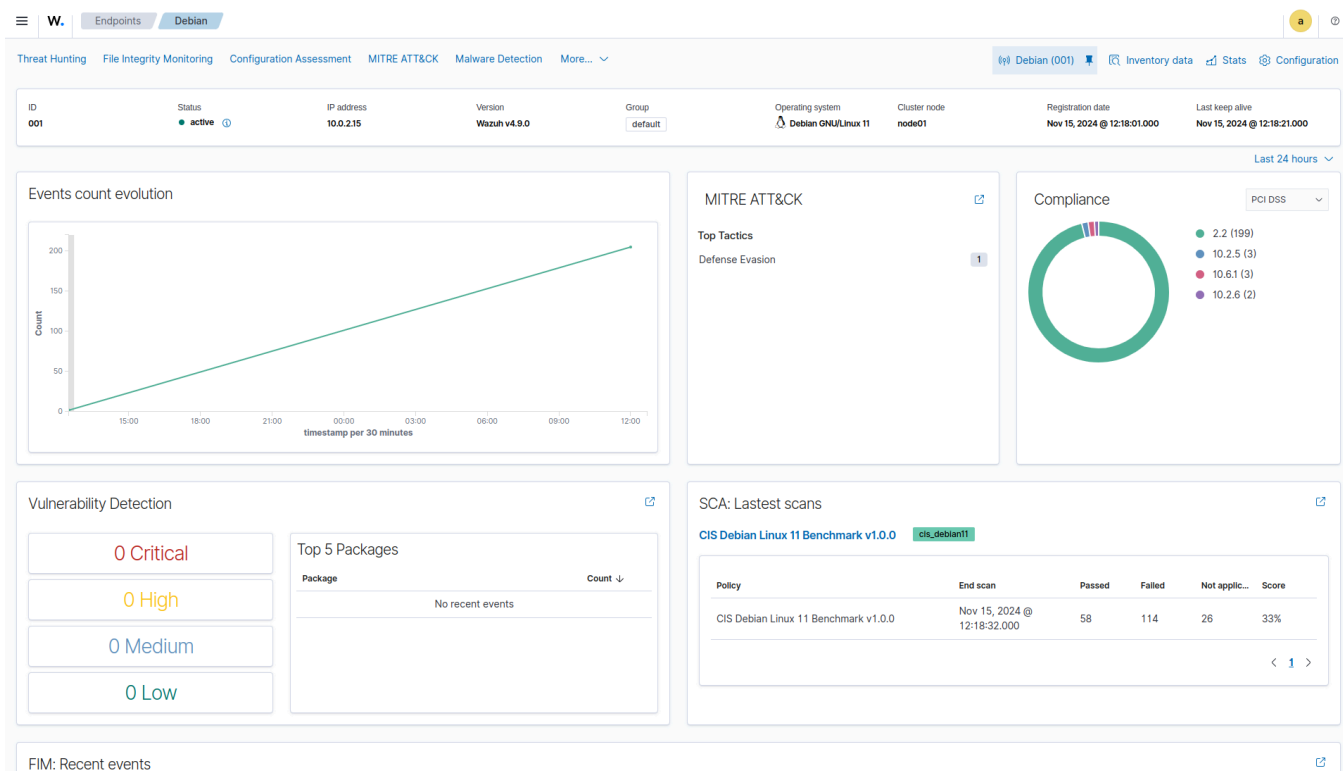 W. Endpoints Debian a
Threat Hunting File Integrity Monitoring Configuration Assessment MITRE ATT&CK Malware Detection More... Debian (001) Inventory data Stats Configuration
ID Status IP address Version Group Operating system Cluster node Registration date Last keep alive
001 active 10.0.2.15 Wazuh v4.9.0 default Debian GNU/Linux 11 node01 Nov 15, 2024 @ 12:18:01.000 Nov 15, 2024 @ 12:18:21.000
Last 24 hours
Events count evolution
200
150
100
50
0
Count
15:00 18:00 21:00 00:00 03:00 06:00 09:00 12:00
timestamp per 30 minutes
MITRE ATT&CK
Top Tactics
Defense Evasion 1
Compliance PCI DSS
2.2 (199)
10.2.5 (3)
10.6.1 (3)
10.2.6 (2)
Vulnerability Detection
0 Critical
0 High
0 Medium
0 Low
Top 5 Packages
Package Count
No recent events
SCA: Lastest scans
CIS Debian Linux 11 Benchmark v1.0.0 cis_debian11
Policy End scan Passed Failed Not applic... Score
CIS Debian Linux 11 Benchmark v1.0.0 Nov 15, 2024 @ 58 114 26 33%
12:18:32.000
1
FIM: Recent events